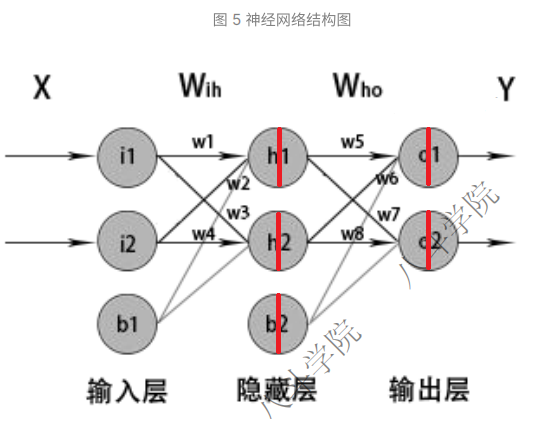 图 5 神经网络结构图
X Wih Who Y
i1 w1 h1 w5 o1
w2 w6
w3 w7
i2 w4 h2 w8 o2
b1 b2
输入层 隐藏层 输出层